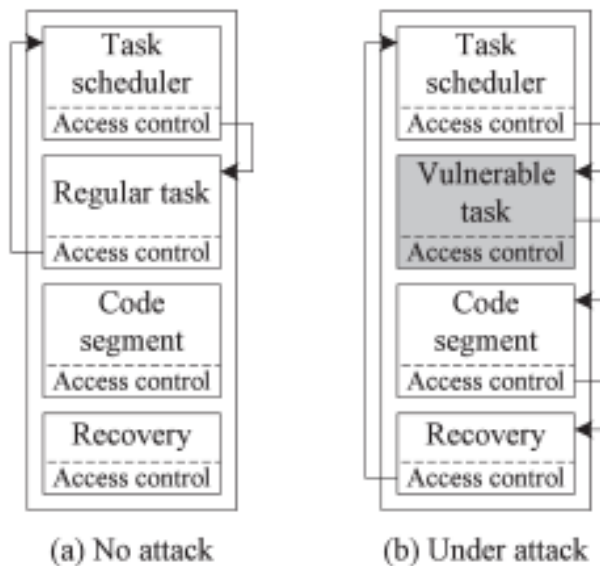 Task
scheduler
Access control
Regular task
Access control
Code
segment
Access control
Recovery
Access control
(a) No attack
Task
scheduler
Access control
Vulnerable
task
Access control
Code
segment
Access control
Recovery
Access control
(b) Under attack